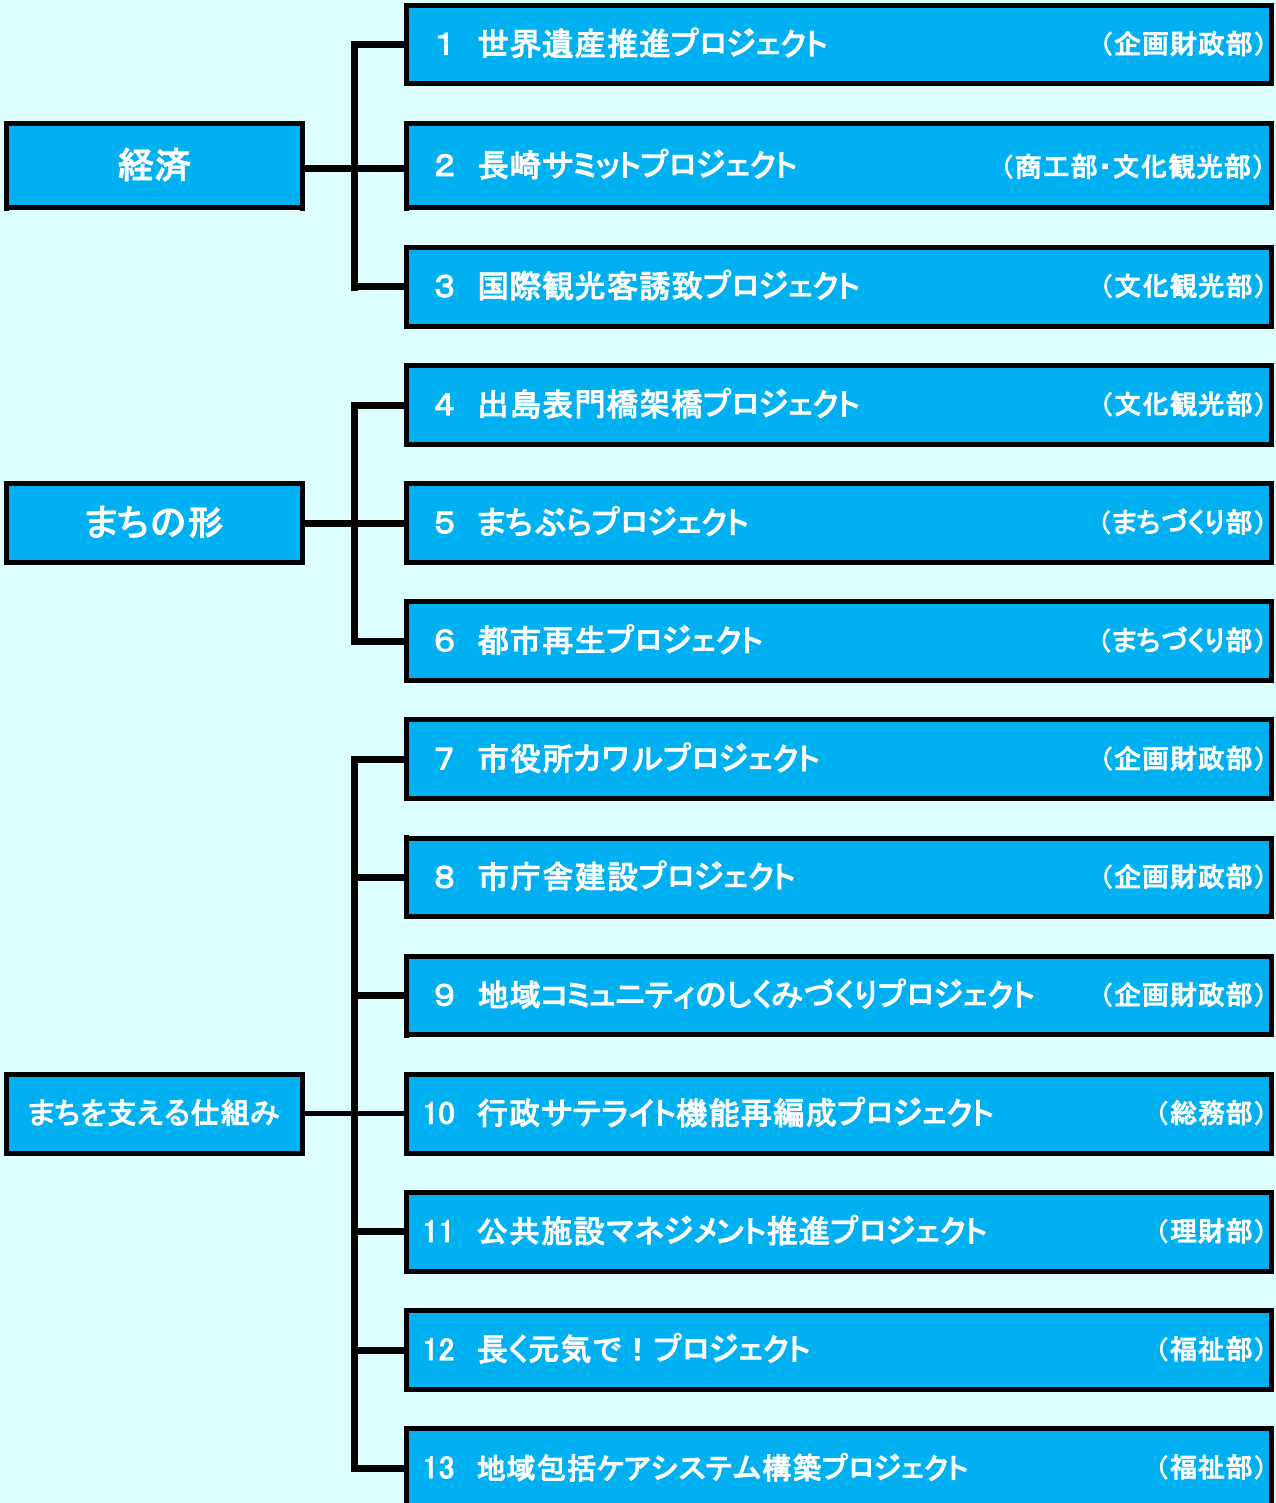 経済
1 世界遺産推進プロジェクト （企画財政部）
2 長崎サミットプロジェクト （商工部・文化観光部）
3 国際観光客誘致プロジェクト （文化観光部）
まちの形
4 出島表門橋架橋プロジェクト （文化観光部）
5 まちぶらプロジェクト （まちづくり部）
6 都市再生プロジェクト （まちづくり部）
まちを支える仕組み
7 市役所カワルプロジェクト （企画財政部）
8 市庁舎建設プロジェクト （企画財政部）
9 地域コミュニティのしくみづくりプロジェクト （企画財政部）
10 行政サテライト機能再編成プロジェクト （総務部）
11 公共施設マネジメント推進プロジェクト （理財部）
12 長く元気で！プロジェクト （福祉部）
13 地域包括ケアシステム構築プロジェクト （福祉部）